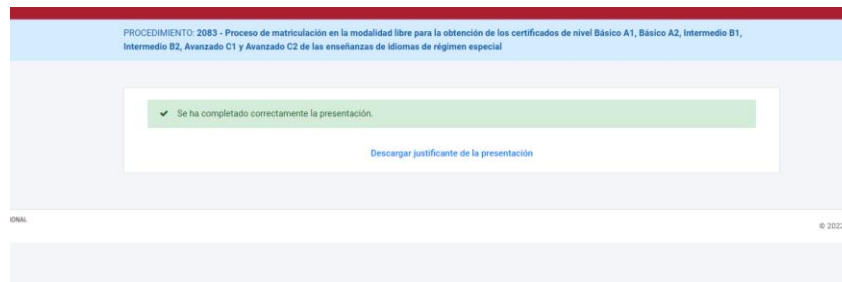 PROCEDIMIENTO: 2083 - Proceso de matriculación en la modalidad libre para la obtención de los certificados de nivel Básico A1, Básico A2, Intermedio B1,
Intermedio B2, Avanzado C1 y Avanzado C2 de las enseñanzas de idiomas de régimen especial
Se ha completado correctamente la presentación.
Descargar justificante de la presentación
IONAL
© 2022